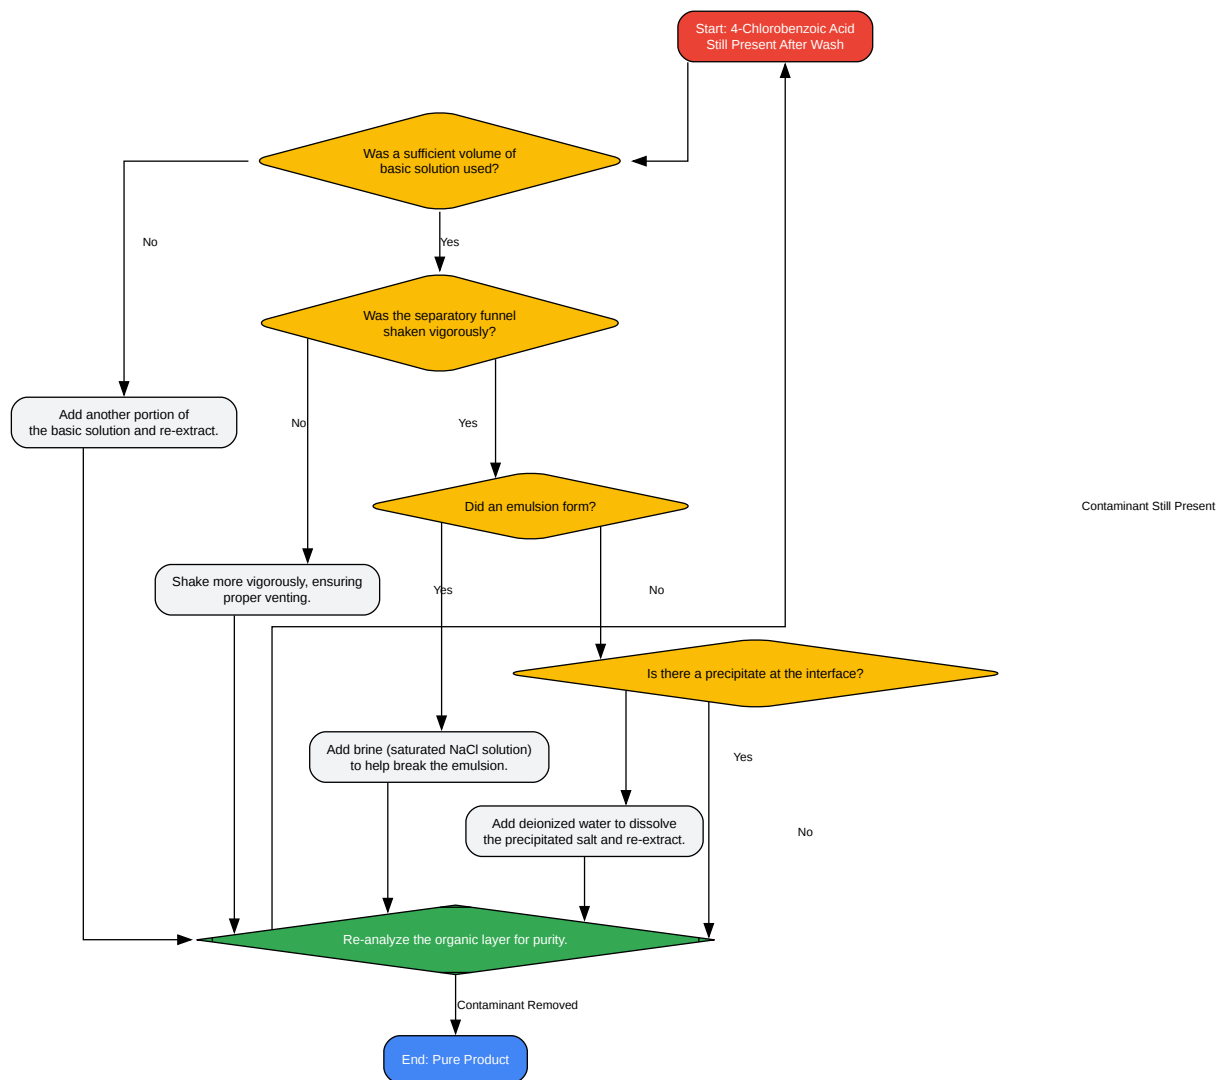 Start: 4-Chlorobenzoic Acid
Still Present After Wash
Was a sufficient volume of
basic solution used?
No
Yes
Was the separatory funnel
shaken vigorously?
Add another portion of
the basic solution and re-extract.
No
Yes
Did an emulsion form?
Contaminant Still Present
Shake more vigorously, ensuring
proper venting.
Yes
No
Is there a precipitate at the interface?
Add brine (saturated NaCl solution)
to help break the emulsion.
Yes
Add deionized water to dissolve
the precipitated salt and re-extract.
No
Re-analyze the organic layer for purity.
Contaminant Removed
End: Pure Product